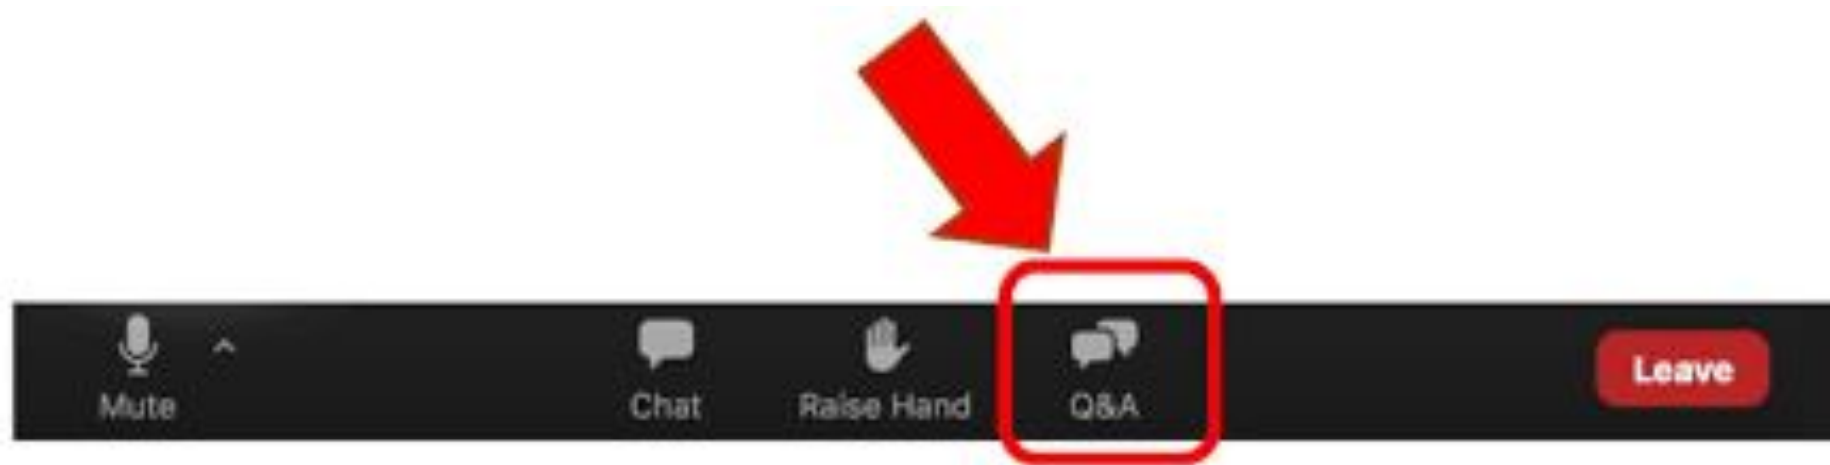 Mute
Chat
Raise Hand
Q&A
Leave